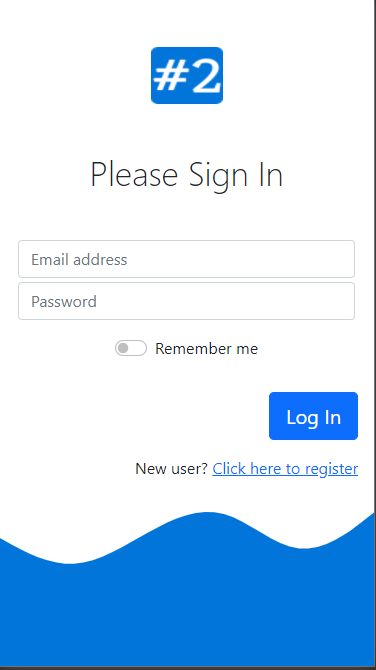 #2
Please Sign In
Email address
Password
Remember me
Log In
New user? Click here to register